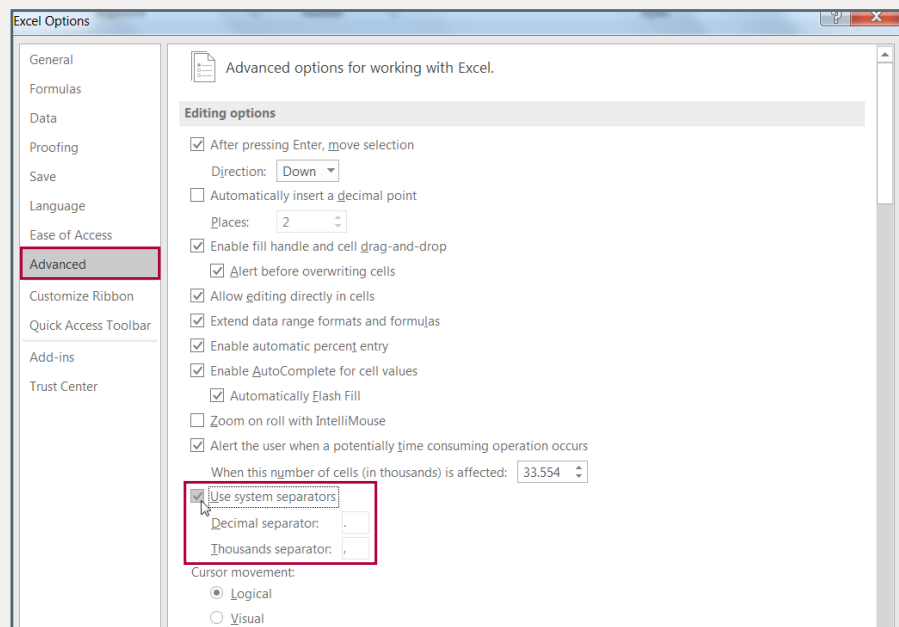 Excel Options
General
Formulas
Data
Proofing
Save
Language
Ease of Access
Advanced
Customize Ribbon
Quick Access Toolbar
Add-ins
Trust Center
Advanced options for working with Excel.
Editing options
After pressing Enter, move selection
Direction: Down
Automatically insert a decimal point
Places: 2
Enable fill handle and cell drag-and-drop
Alert before overwriting cells
Allow editing directly in cells
Extend data range formats and formulas
Enable automatic percent entry
Enable AutoComplete for cell values
Automatically Flash Fill
Zoom on roll with IntelliMouse
Alert the user when a potentially time consuming operation occurs
When this number of cells (in thousands) is affected: 33.554
Use system separators
Decimal separator: .
Thousands separator: ,
Cursor movement:
Logical
Visual